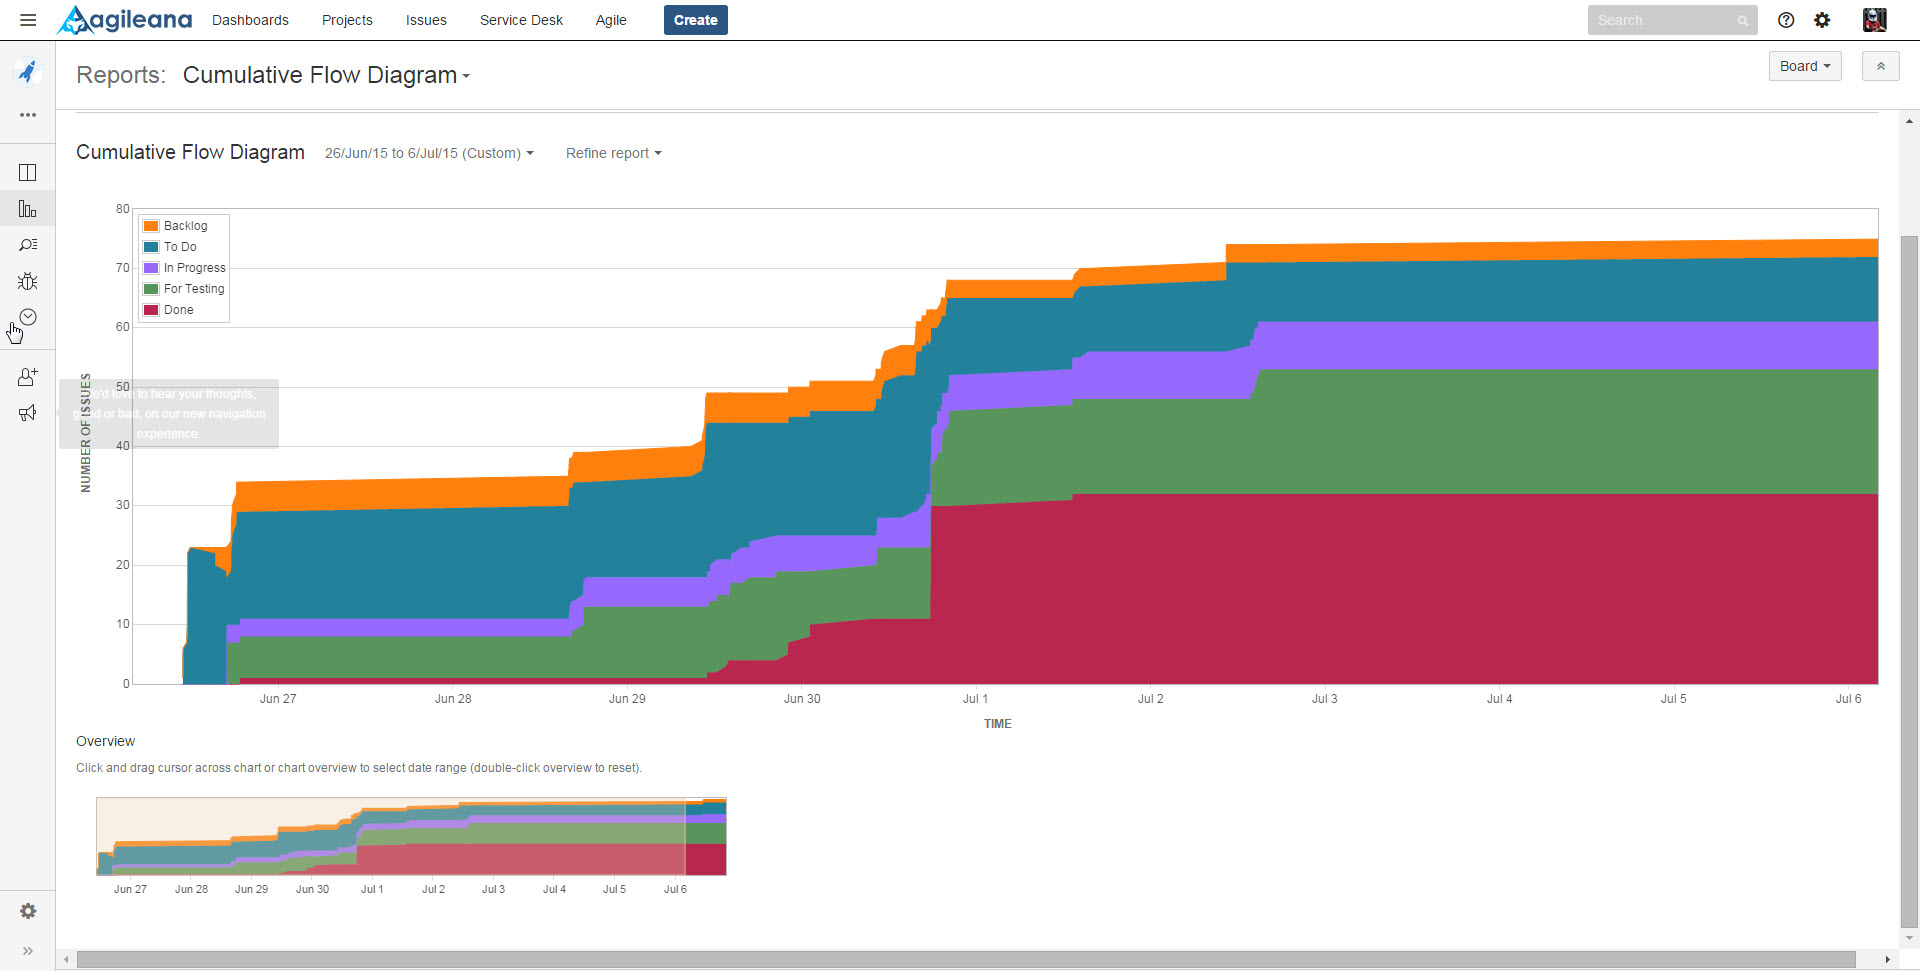 Agileana Dashboards Projects Issues Service Desk Agile Create Search
Reports: Cumulative Flow Diagram
Board
Cumulative Flow Diagram 26/Jun/15 to 6/Jul/15 (Custom) Refine report
80
70
60
50
40
30
20
10
0
NUMBER OF ISSUES
Backlog
To Do
In Progress
For Testing
Done
'd love to hear your thoughts,
or bad, on our new navigation
experience
Jun 27 Jun 28 Jun 29 Jun 30 Jul 1 Jul 2 Jul 3 Jul 4 Jul 5 Jul 6
TIME
Overview
Click and drag cursor across chart or chart overview to select date range (double-click overview to reset).
Jun 27 Jun 28 Jun 29 Jun 30 Jul 1 Jul 2 Jul 3 Jul 4 Jul 5 Jul 6